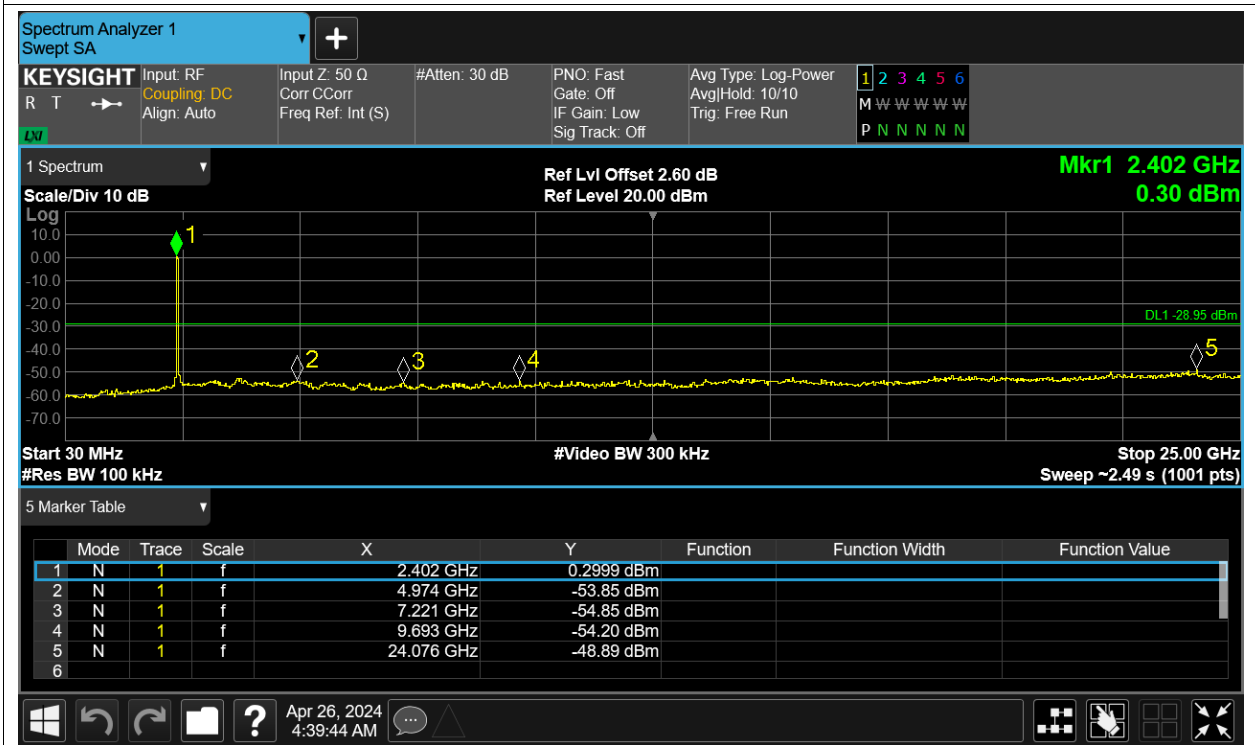 Spectrum Analyzer 1
Swept SA
+
KEYSIGHT
R T
LXI
Input: RF
Coupling: DC
Align: Auto
Input Z: 50 Ω
Corr CCorr
Freq Ref: Int (S)
#Atten: 30 dB
PNO: Fast
Gate: Off
IF Gain: Low
Sig Track: Off
Avg Type: Log-Power
Avg|Hold: 10/10
Trig: Free Run
1 2 3 4 5 6
M W W W W W
P N N N N N
1 Spectrum
Scale/Div 10 dB
Ref Lvl Offset 2.60 dB
Ref Level 20.00 dBm
Mkr1 2.402 GHz
0.30 dBm
Log
10.0
0.00
-10.0
-20.0
-30.0
-40.0
-50.0
-60.0
-70.0
1
2
3
4
5
DL1 -28.95 dBm
Start 30 MHz
#Video BW 300 kHz
Stop 25.00 GHz
#Res BW 100 kHz
Sweep ~2.49 s (1001 pts)
5 Marker Table
Mode Trace Scale X Y Function Function Width Function Value
1 N 1 f 2.402 GHz 0.2999 dBm
2 N 1 f 4.974 GHz -53.85 dBm
3 N 1 f 7.221 GHz -54.85 dBm
4 N 1 f 9.693 GHz -54.20 dBm
5 N 1 f 24.076 GHz -48.89 dBm
6
?
Apr 26, 2024
4:39:44 AM